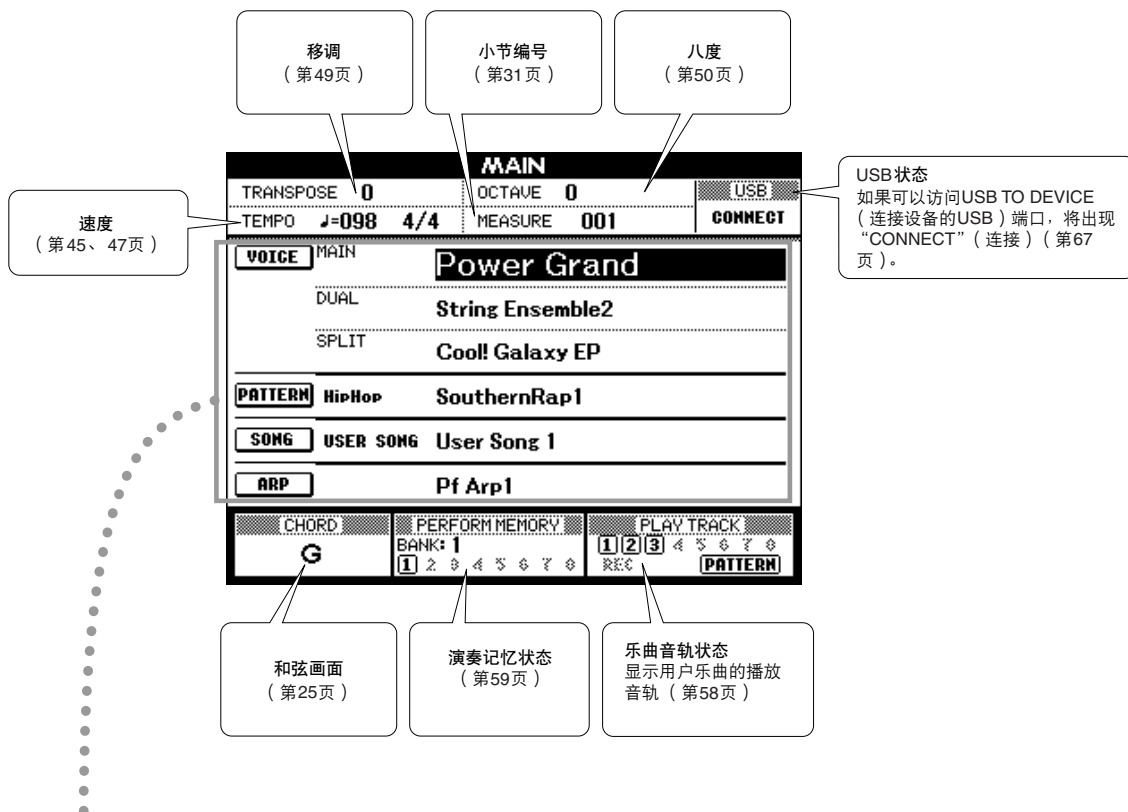 移调
（第49页）
小节编号
（第31页）
八度
（第50页）
USB状态
如果可以访问USB TO DEVICE
（连接设备的USB）端口，将出现
“CONNECT”（连接）（第67
页）。
速度
（第45、47页）
MAIN
TRANSPOSE 0 OCTAVE 0 USB
TEMPO ♩=098 4/4 MEASURE 001 CONNECT
VOICE MAIN Power Grand
DUAL String Ensemble2
SPLIT Cool! Galaxy EP
PATTERN HipHop SouthernRap1
SONG USER SONG User Song 1
ARP Pf Arp1
CHORD PERFORM MEMORY PLAY TRACK
G BANK: 1 1 2 3 4 5 6 7 8
1 2 3 4 5 6 7 8 REC PATTERN
和弦画面
（第25页）
演奏记忆状态
（第59页）
乐曲音轨状态
显示用户乐曲的播放
音轨（第58页）